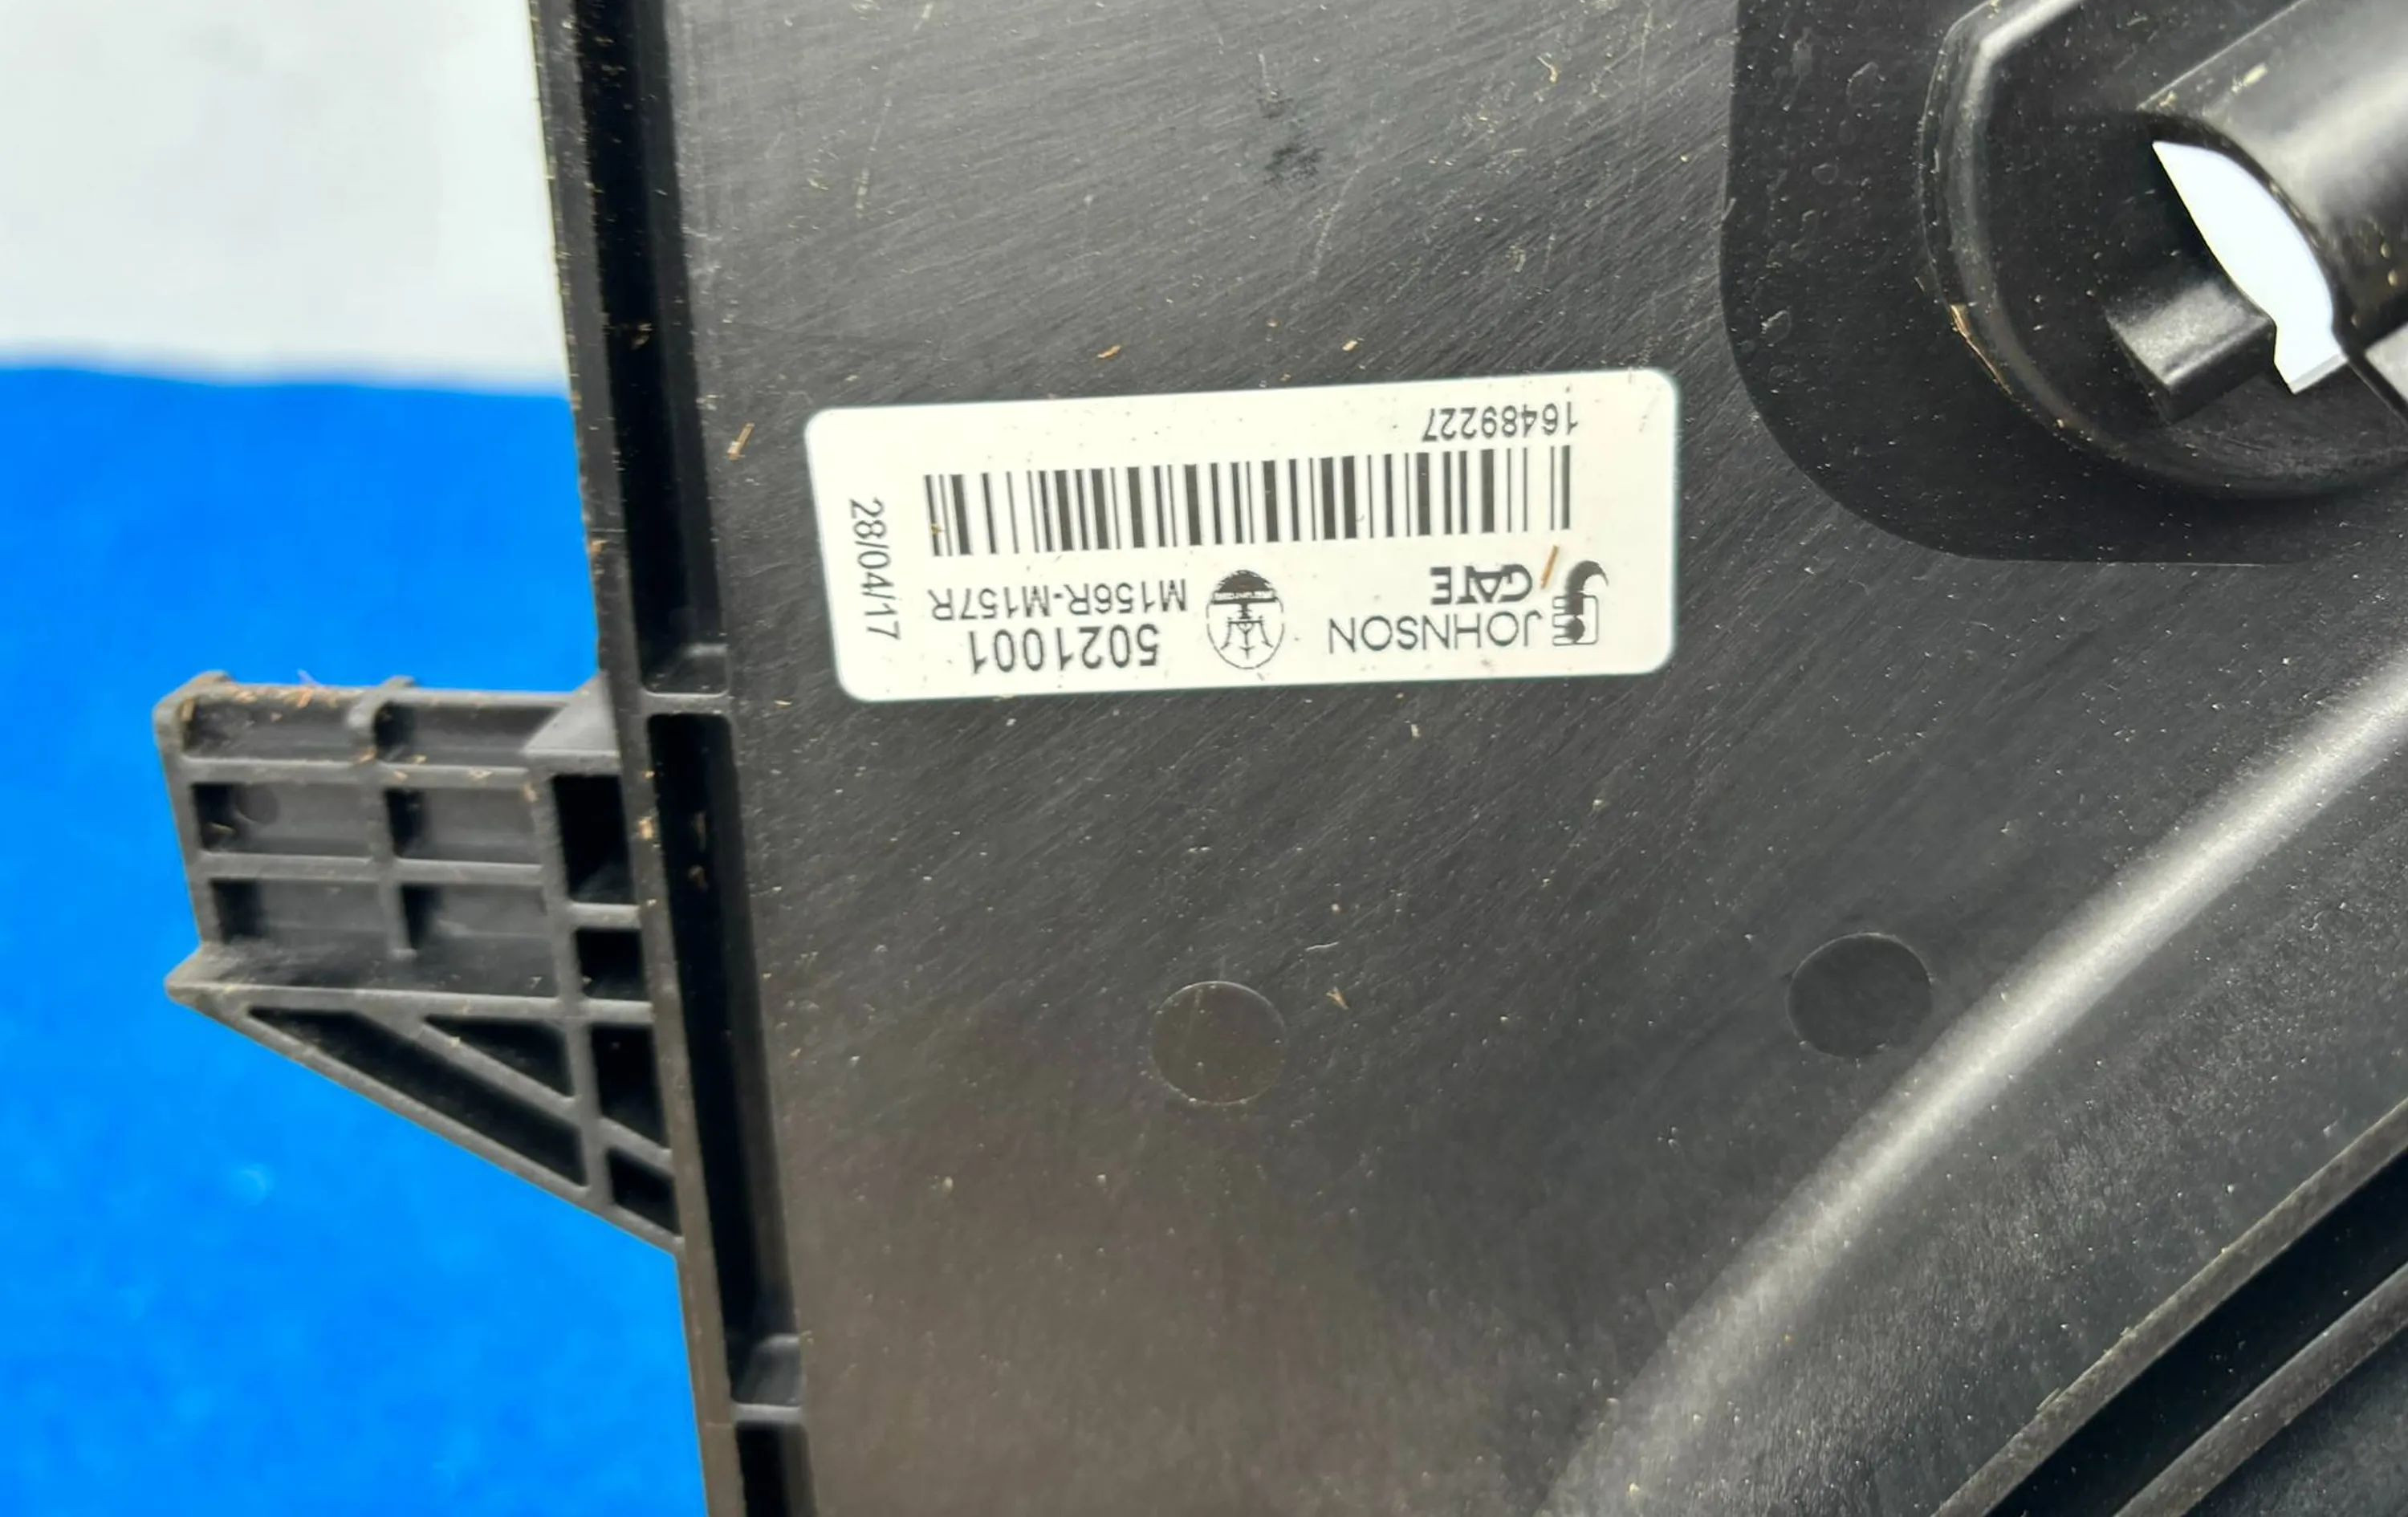 JOHNSON
GATE
5021001
M156R-M157R
16489227
28/04/17